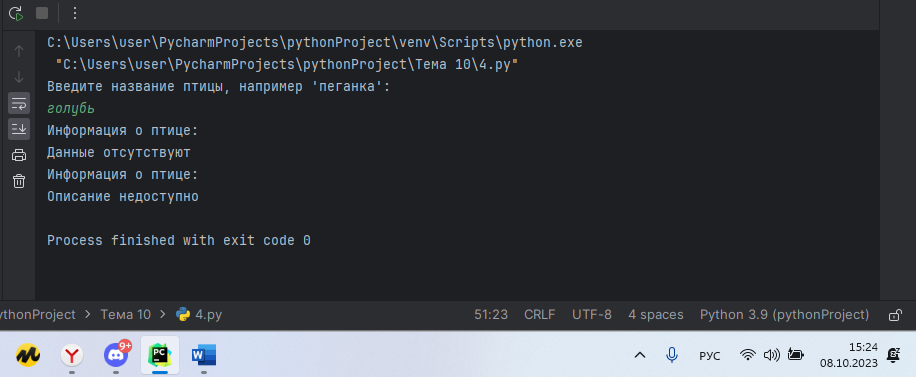 C:\Users\user\PycharmProjects\pythonProject\venv\Scripts\python.exe
"C:\Users\user\PycharmProjects\pythonProject\Тема 10\4.py"
Введите название птицы, например 'пеганка':
голубь
Информация о птице:
Данные отсутствуют
Информация о птице:
Описание недоступно
Process finished with exit code 0
ythonProject > Тема 10 > 4.py 51:23 CRLF UTF-8 4 spaces Python 3.9 (pythonProject)
Y 9+ PC W РУС 15:24
08.10.2023